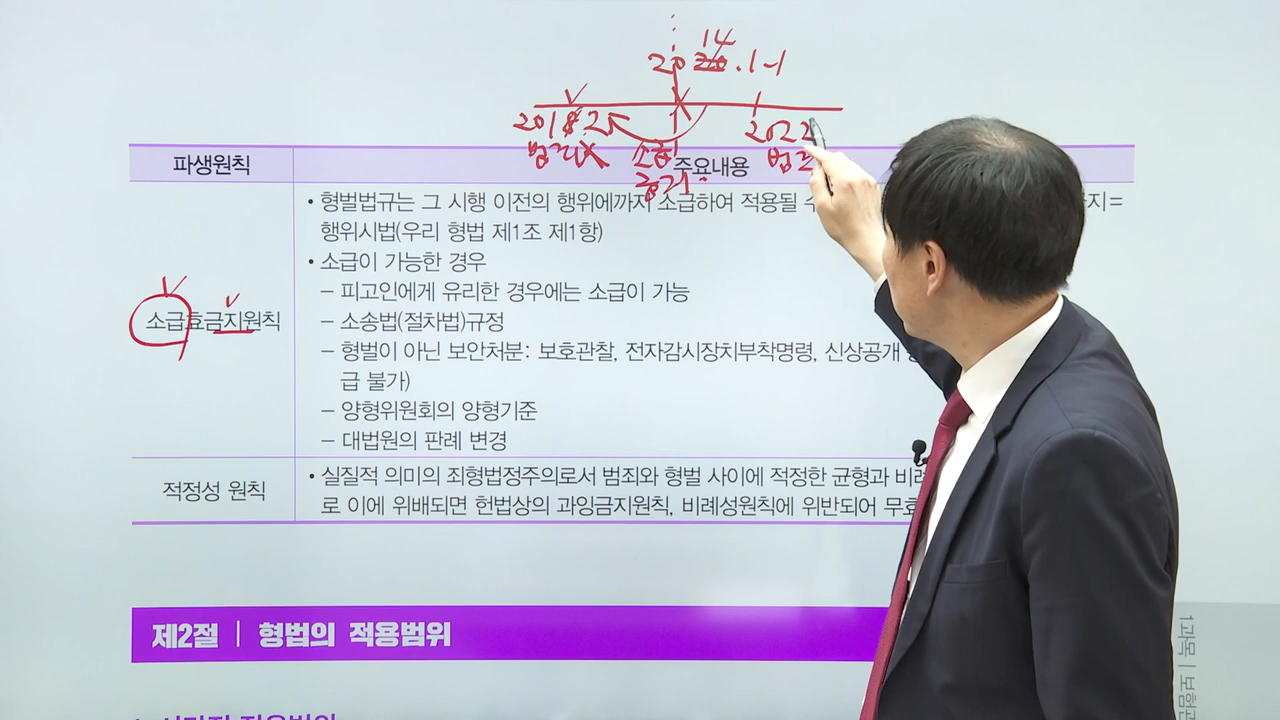 14
20 . 1-1
2022
파생원칙
주요내용
• 형벌법규는 그 시행 이전의 행위에까지 소급하여 적용될 수
지=
행위시법(우리 형법 제1조 제1항)
• 소급이 가능한 경우
– 피고인에게 유리한 경우에는 소급이 가능
소급효금지원칙
– 소송법(절차법)규정
– 형벌이 아닌 보안처분: 보호관찰, 전자감시장치부착명령, 신상공개
급 불가)
– 양형위원회의 양형기준
– 대법원의 판례 변경
적정성 원칙
• 실질적 의미의 죄형법정주의로서 범죄와 형벌 사이에 적정한 균형과 비례
로 이에 위배되면 헌법상의 과잉금지원칙, 비례성원칙에 위반되어 무효
제2절 | 형법의 적용범위
1과목 | 보험